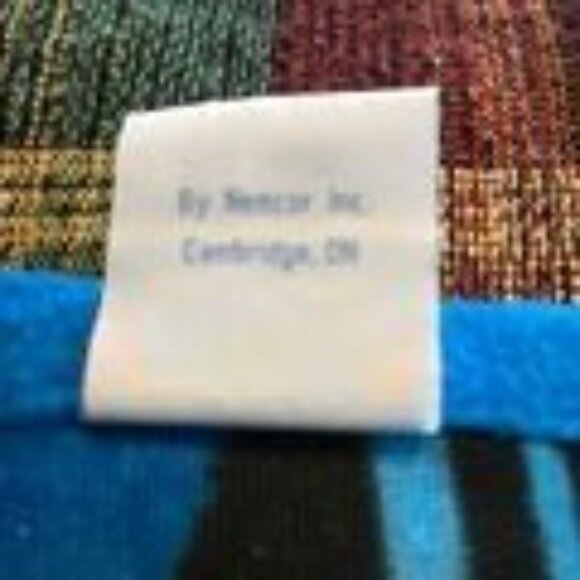 By Nemcor Inc
Cambridge, ON